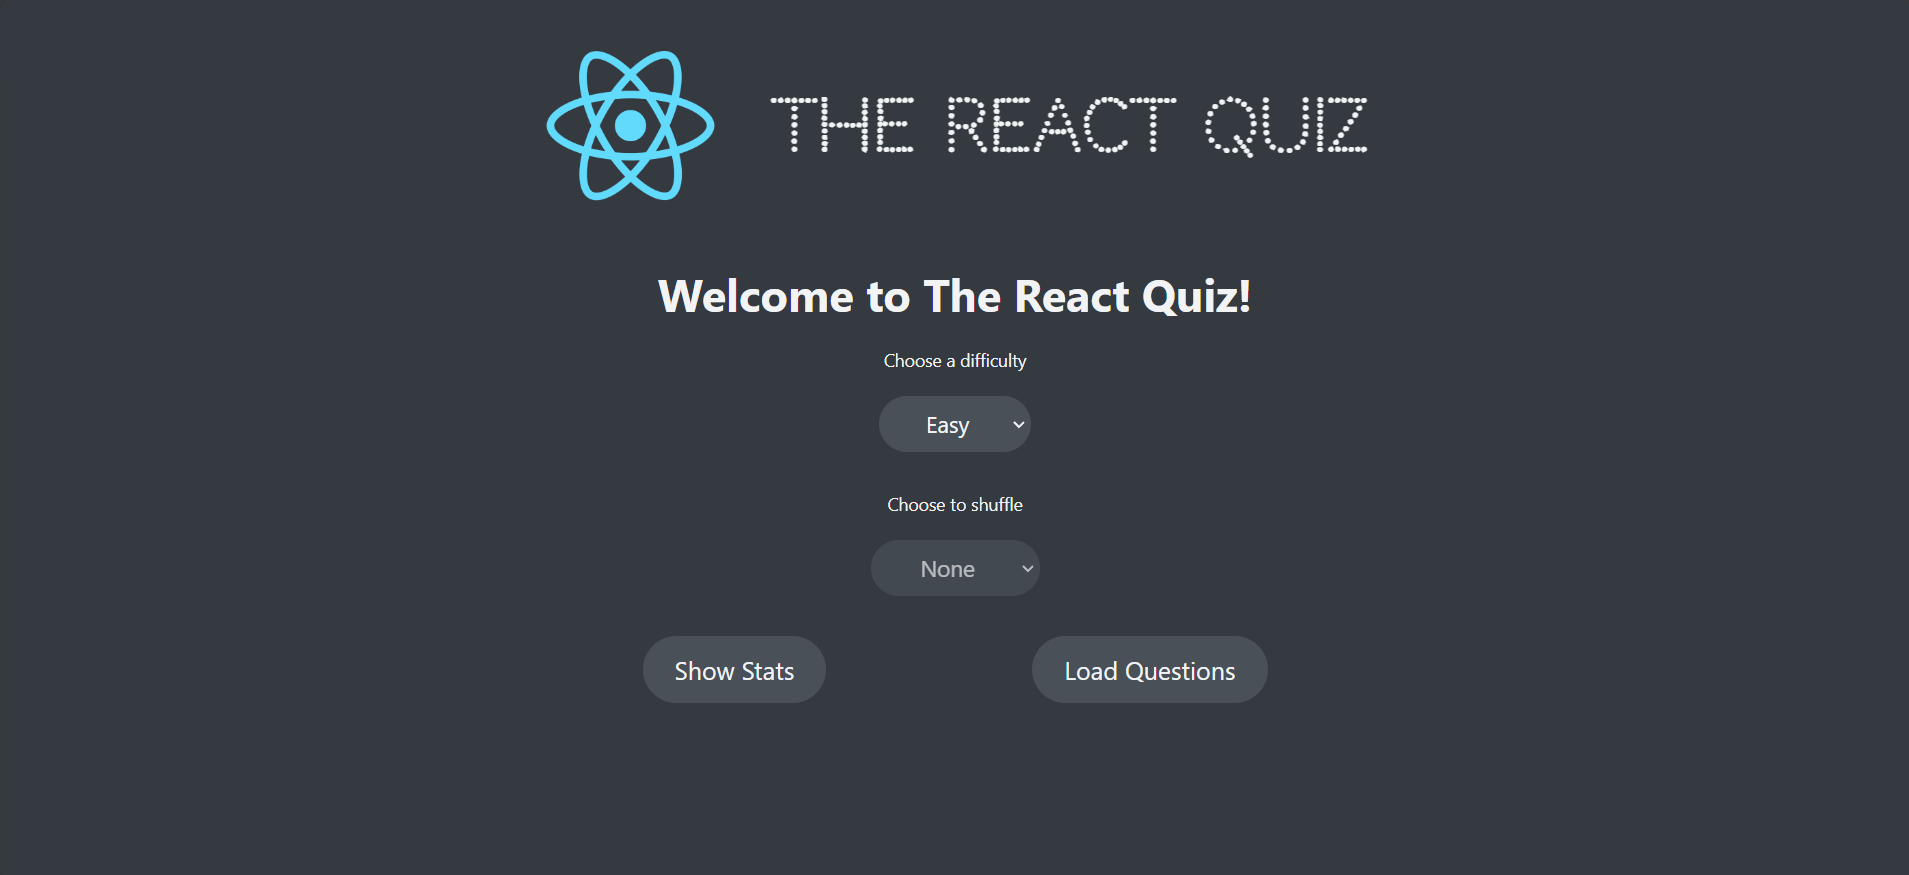 THE REACT QUIZ
Welcome to The React Quiz!
Choose a difficulty
Easy
Choose to shuffle
None
Show Stats
Load Questions